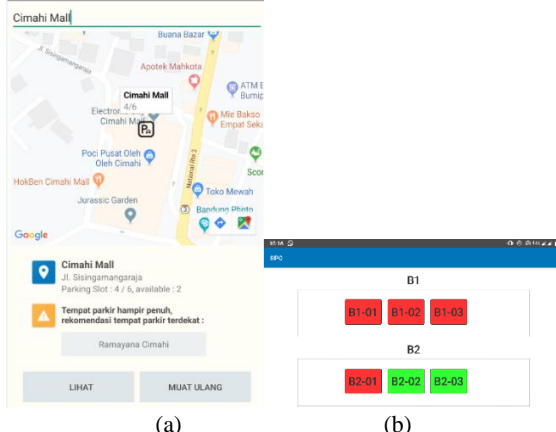 Cimahi Mall
Buana Bazar
Jl. Sisingamangaraja
Apotek Mahkota
ATM
Cimahi Mall
4/6
Mie Bakso
Empat
Cimahi
Poci Pusat Oleh
Oleh Cimahi
HokBen Cimahi Mall
Toko Mewah
Jurassic Garden
3
Google
Cimahi Mall
Jl. Sisingamangaraja
Parking Slot : 4 / 6, available : 2
Tempat parkir hampir penuh,
rekomendasi tempat parkir terdekat :
Ramayana Cimahi
LIHAT MUAT ULANG
(a)
B1
B1-01 B1-02 B1-03
B2
B2-01 B2-02 B2-03
(b)